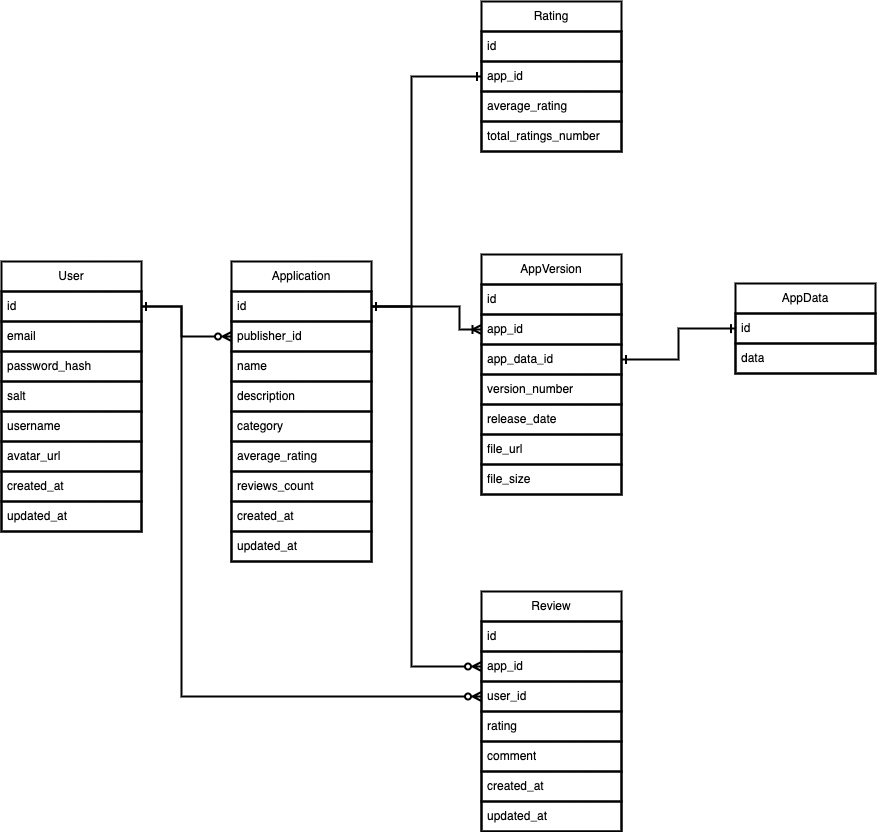 Rating
id
app_id
average_rating
total_ratings_number
User
id
email
password_hash
salt
username
avatar_url
created_at
updated_at
Application
id
publisher_id
name
description
category
average_rating
reviews_count
created_at
updated_at
AppVersion
id
app_id
app_data_id
version_number
release_date
file_url
file_size
AppData
id
data
Review
id
app_id
user_id
rating
comment
created_at
updated_at